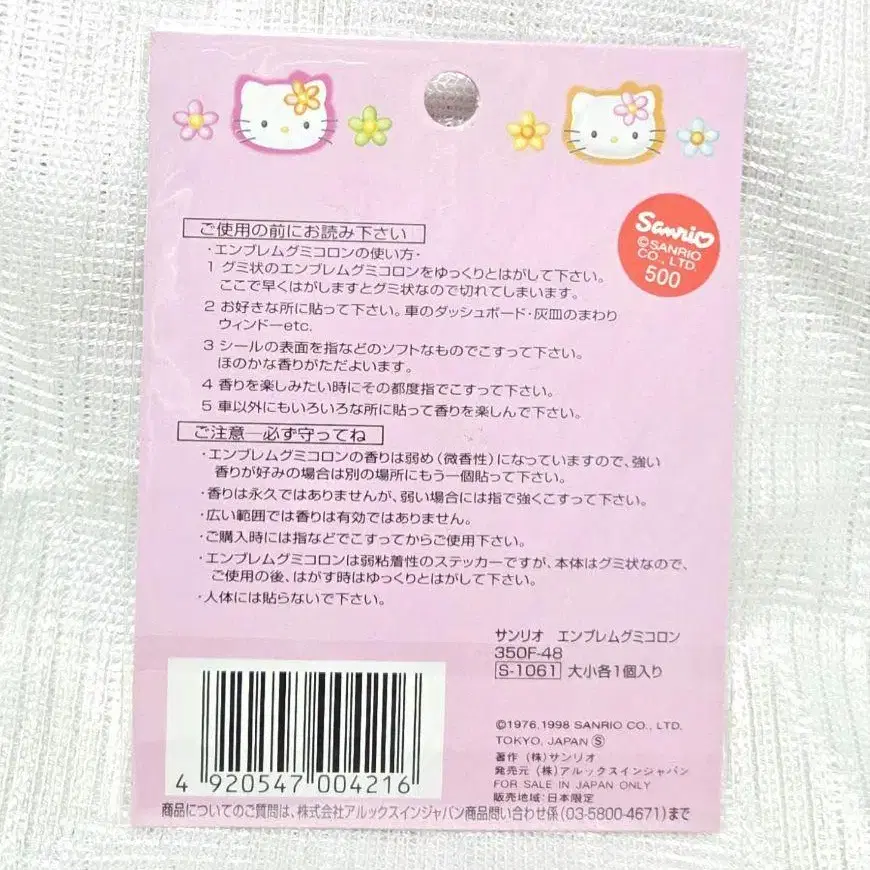 Sanrio
©SANRIO
CO., LTD.
500
ご使用の前にお読み下さい
・エンブレムグミコロンの使い方・
1 グミ状のエンブレムグミコロンをゆっくりとはがして下さい。
ここで早くはがしますとグミ状なので切れてしまいます。
2 お好きな所に貼って下さい。車のダッシュボード・灰皿のまわり
ウィンドーetc.
3 シールの表面を指などのソフトなものでこすって下さい。
ほのかな香りがただよいます。
4 香りを楽しみたい時にその都度指でこすって下さい。
5 車以外にもいろいろな所に貼って香りを楽しんで下さい。
ご注意―必ず守ってね
・エンブレムグミコロンの香りは弱め（微香性）になっていますので、強い
香りが好みの場合は別の場所にもう一個貼って下さい。
・香りは永久ではありませんが、弱い場合には指で強くこすって下さい。
・広い範囲では香りは有効ではありません。
・ご購入時には指などでこすってからご使用下さい。
・エンブレムグミコロンは弱粘着性のステッカーですが、本体はグミ状なので、
ご使用の後、はがす時はゆっくりとはがして下さい。
・人体には貼らないで下さい。
サンリオ エンブレムグミコロン
350F-48
S-1061 大小各1個入り
©1976,1998 SANRIO CO., LTD.
TOKYO, JAPAN Ⓢ
著作（株）サンリオ
発売元（株）アルックスインジャパン
FOR SALE IN JAPAN ONLY
販売地域：日本限定
4 920547 004216
商品についてのご質問は、株式会社アルックスインジャパン商品問い合わせ係（03-5800-4671）まで